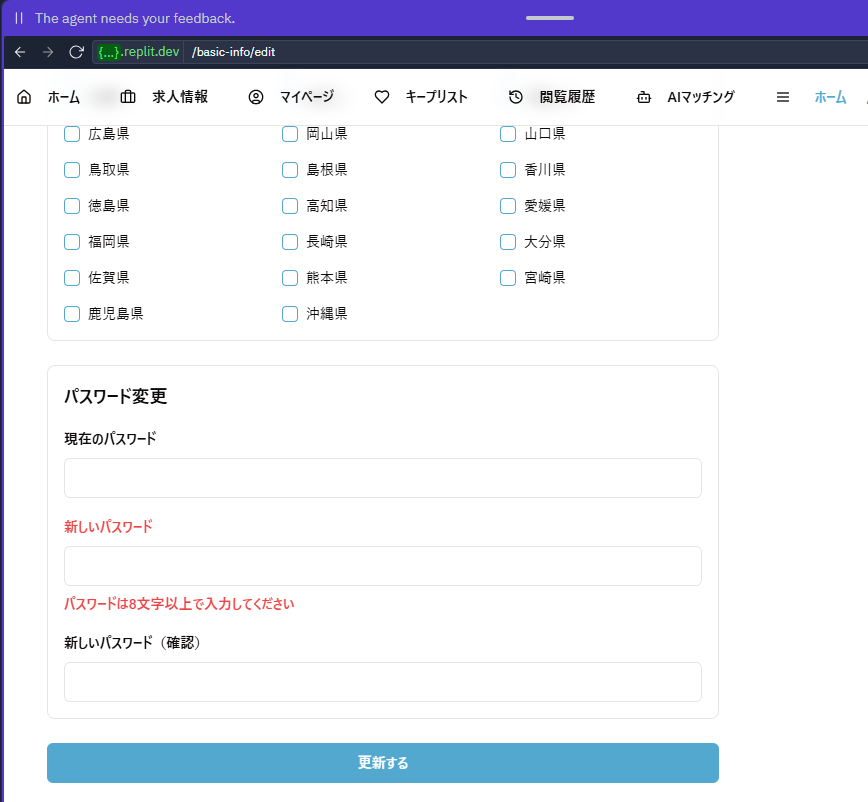 The agent needs your feedback.
{...}.replit.dev /basic-info/edit
ホーム 求人情報 マイページ キープリスト 閲覧履歴 AIマッチング ホーム
広島県 岡山県 山口県
鳥取県 島根県 香川県
徳島県 高知県 愛媛県
福岡県 長崎県 大分県
佐賀県 熊本県 宮崎県
鹿児島県 沖縄県
パスワード変更
現在のパスワード
新しいパスワード
パスワードは8文字以上で入力してください
新しいパスワード（確認）
更新する